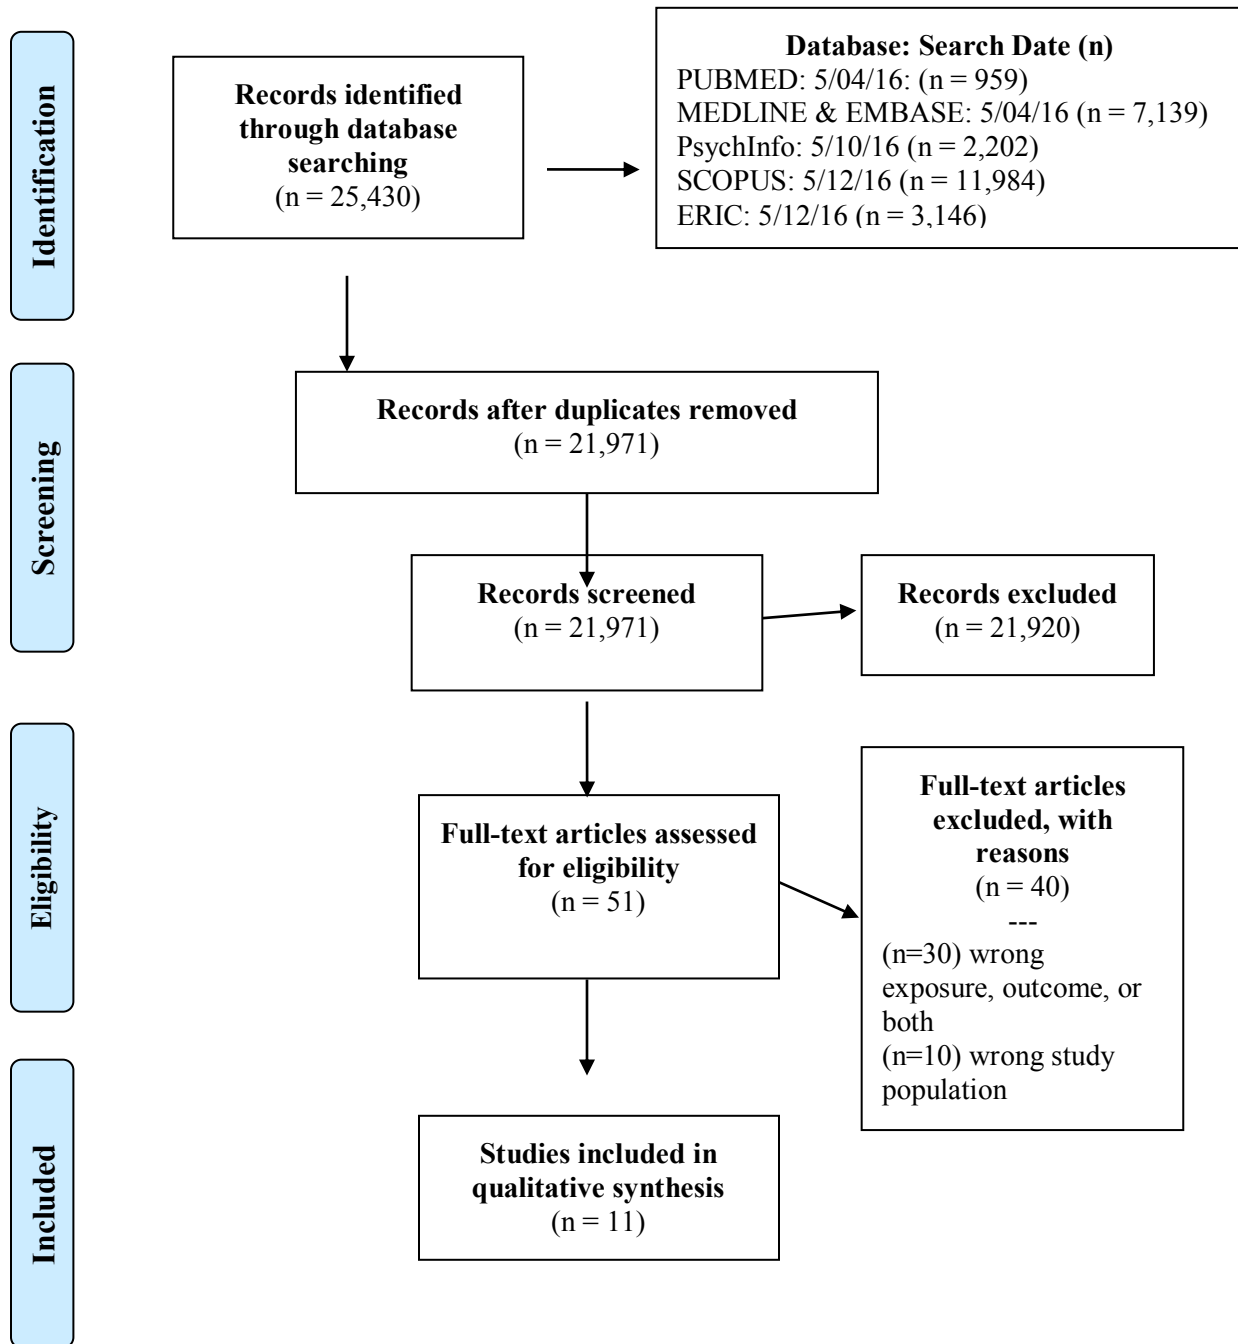 Identification
Records identified
through database
searching
(n = 25,430)
Database: Search Date (n)
PUBMED: 5/04/16: (n = 959)
MEDLINE & EMBASE: 5/04/16 (n = 7,139)
PsychInfo: 5/10/16 (n = 2,202)
SCOPUS: 5/12/16 (n = 11,984)
ERIC: 5/12/16 (n = 3,146)
Screening
Records after duplicates removed
(n = 21,971)
Records screened
(n = 21,971)
Records excluded
(n = 21,920)
Eligibility
Full-text articles assessed
for eligibility
(n = 51)
Full-text articles
excluded, with
reasons
(n = 40)
---
(n=30) wrong
exposure, outcome, or
both
(n=10) wrong study
population
Included
Studies included in
qualitative synthesis
(n = 11)